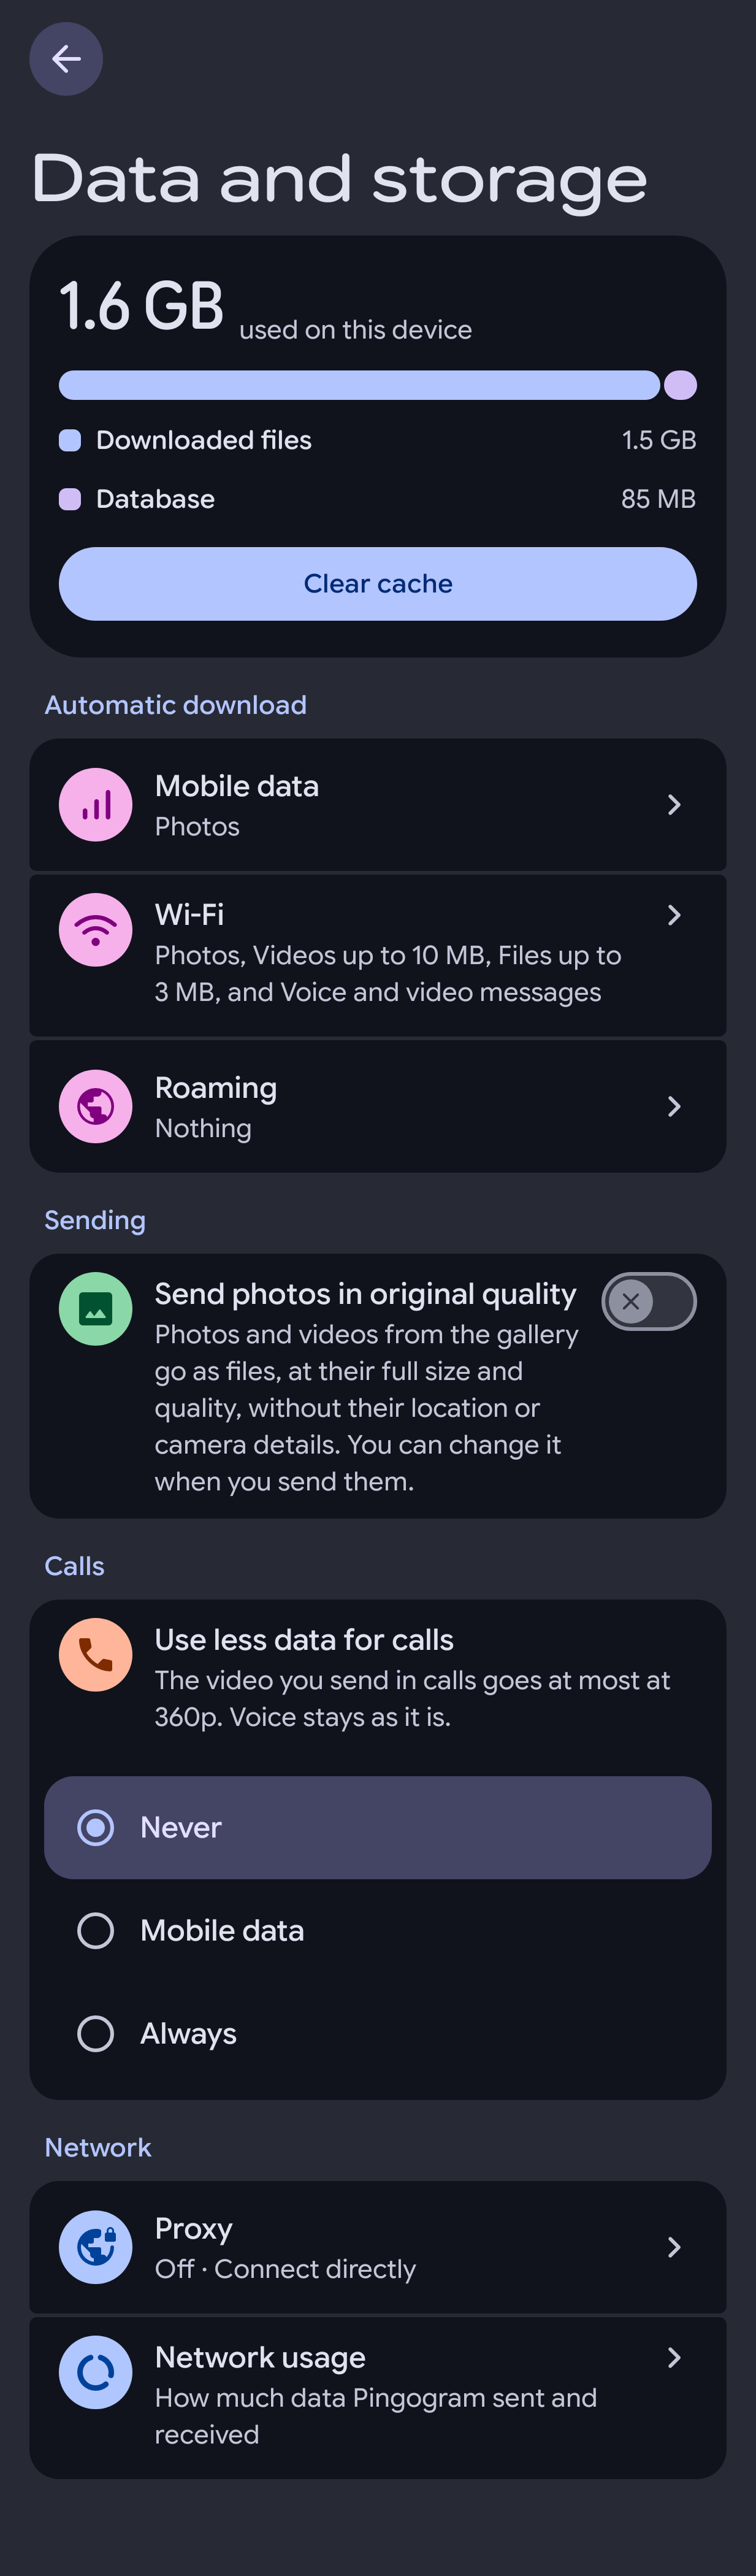 Data and storage
1.6 GB used on this device
Downloaded files 1.5 GB
Database 85 MB
Clear cache
Automatic download
Mobile data
Photos
Wi-Fi
Photos, Videos up to 10 MB, Files up to
3 MB, and Voice and video messages
Roaming
Nothing
Sending
Send photos in original quality
Photos and videos from the gallery
go as files, at their full size and
quality, without their location or
camera details. You can change it
when you send them.
Calls
Use less data for calls
The video you send in calls goes at most at
360p. Voice stays as it is.
Never
Mobile data
Always
Network
Proxy
Off · Connect directly
Network usage
How much data Pingogram sent and
received